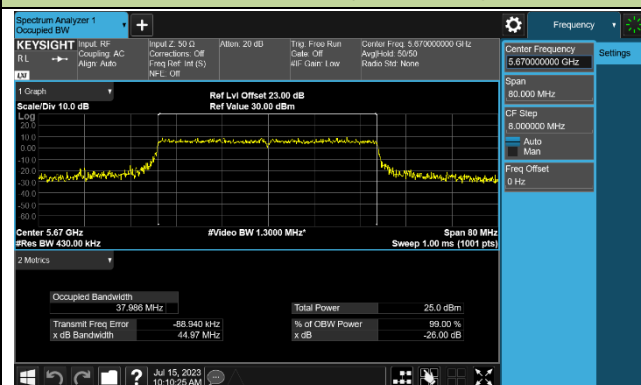 Spectrum Analyzer 1
Occupied BW
+
Frequency
KEYSIGHT
RL
LXI
Input: RF
Coupling: AC
Align: Auto
Input Z: 50 Ω
Corrections: Off
Freq Ref: Int (S)
NFE: Off
Atten: 20 dB
Trig: Free Run
Gate: Off
#IF Gain: Low
Center Freq: 5.670000000 GHz
Avg|Hold: 50/50
Radio Std: None
Center Frequency
5.670000000 GHz
Settings
Span
80.000 MHz
CF Step
8.000000 MHz
Auto
Man
Freq Offset
0 Hz
1 Graph
Scale/Div 10.0 dB
Ref Lvl Offset 23.00 dB
Ref Value 30.00 dBm
Log
20.0
10.0
0.00
-10.0
-20.0
-30.0
-40.0
-50.0
-60.0
Center 5.67 GHz
#Video BW 1.3000 MHz*
Span 80 MHz
#Res BW 430.00 kHz
Sweep 1.00 ms (1001 pts)
2 Metrics
Occupied Bandwidth
37.986 MHz
Total Power 25.0 dBm
Transmit Freq Error -88.940 kHz
% of OBW Power 99.00 %
x dB Bandwidth 44.97 MHz
x dB -26.00 dB
?
Jul 15, 2023
10:10:25 AM